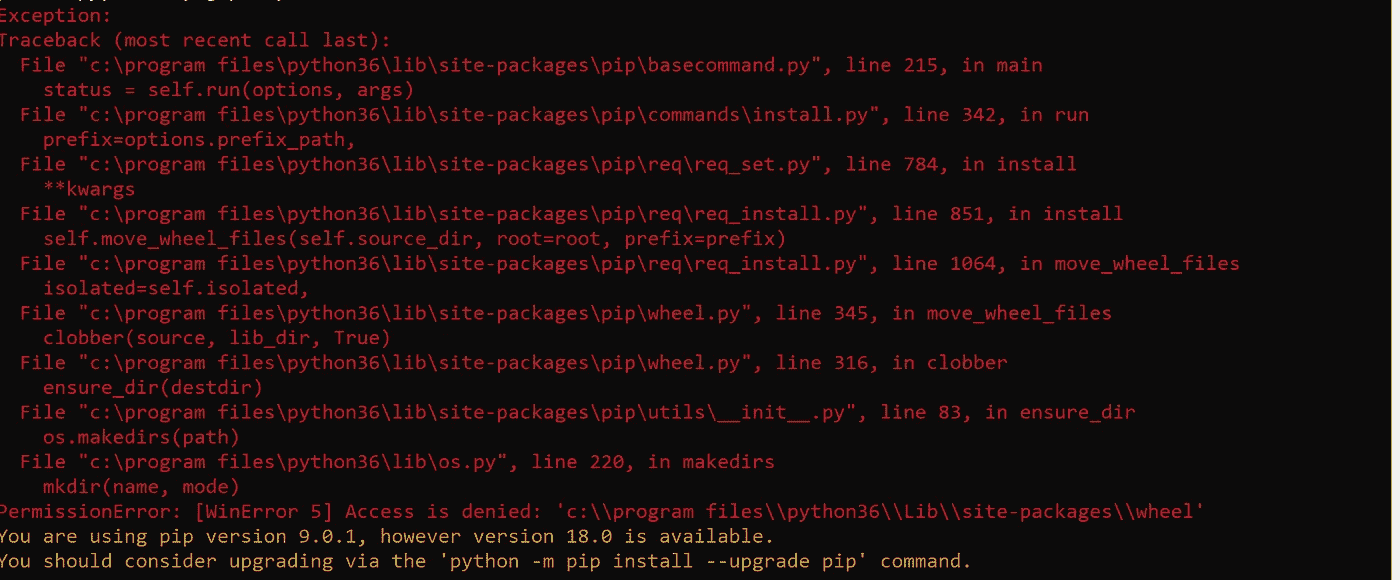 Exception:
Traceback (most recent call last):
  File "c:\program files\python36\lib\site-packages\pip\basecommand.py", line 215, in main
    status = self.run(options, args)
  File "c:\program files\python36\lib\site-packages\pip\commands\install.py", line 342, in run
    prefix=options.prefix_path,
  File "c:\program files\python36\lib\site-packages\pip\req\req_set.py", line 784, in install
    **kwargs
  File "c:\program files\python36\lib\site-packages\pip\req\req_install.py", line 851, in install
    self.move_wheel_files(self.source_dir, root=root, prefix=prefix)
  File "c:\program files\python36\lib\site-packages\pip\req\req_install.py", line 1064, in move_wheel_files
    isolated=self.isolated,
  File "c:\program files\python36\lib\site-packages\pip\wheel.py", line 345, in move_wheel_files
    clobber(source, lib_dir, True)
  File "c:\program files\python36\lib\site-packages\pip\wheel.py", line 316, in clobber
    ensure_dir(destdir)
  File "c:\program files\python36\lib\site-packages\pip\utils\__init__.py", line 83, in ensure_dir
    os.makedirs(path)
  File "c:\program files\python36\lib\os.py", line 220, in makedirs
    mkdir(name, mode)
PermissionError: [WinError 5] Access is denied: 'c:\\program files\\python36\\Lib\\site-packages\\wheel'
You are using pip version 9.0.1, however version 18.0 is available.
You should consider upgrading via the 'python -m pip install --upgrade pip' command.